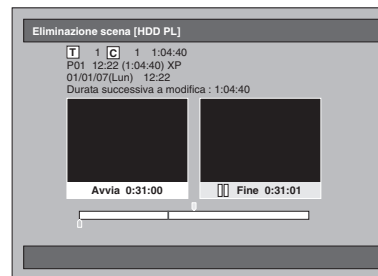 Eliminazione scena [HDD PL]
T 1 C 1 1:04:40
P01 12:22 (1:04:40) XP
01/01/07(Lun) 12:22
Durata successiva a modifica : 1:04:40
Avvia 0:31:00
Fine 0:31:01